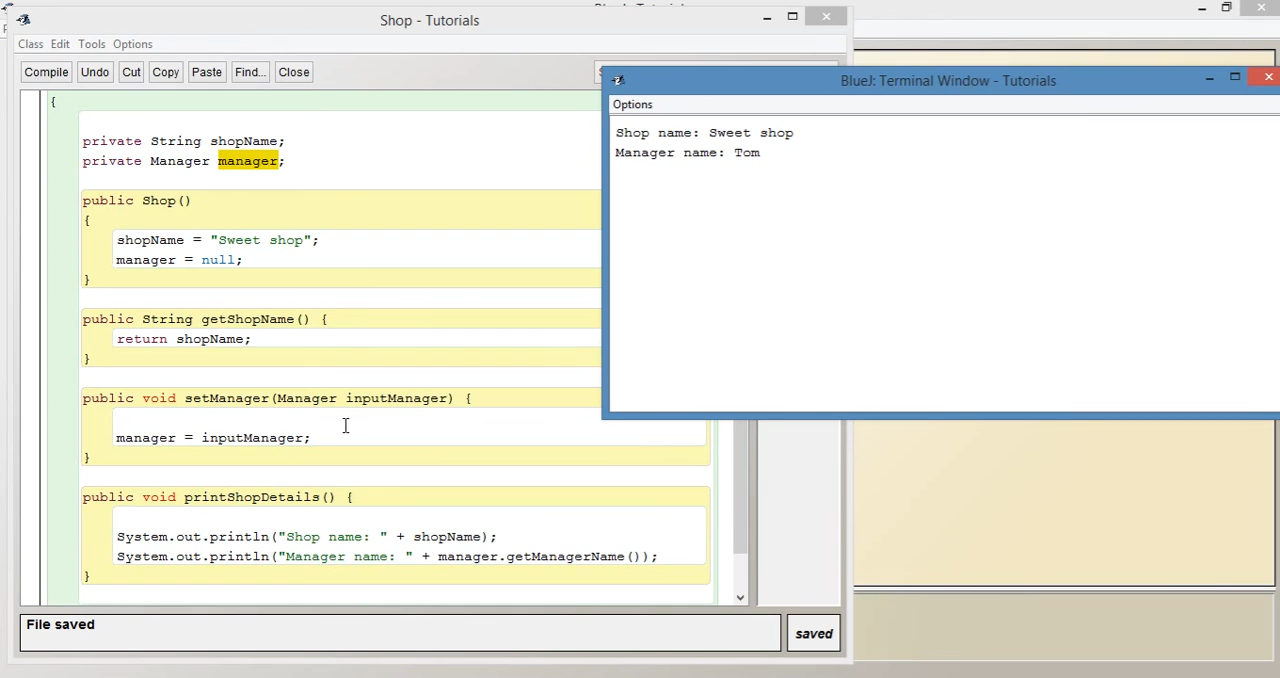 Shop - Tutorials
Class Edit Tools Options
Compile Undo Cut Copy Paste Find... Close
{
private String shopName;
private Manager manager;
public Shop()
{
shopName = "Sweet shop";
manager = null;
}
public String getShopName() {
return shopName;
}
public void setManager(Manager inputManager) {
manager = inputManager;
}
public void printShopDetails() {
System.out.println("Shop name: " + shopName);
System.out.println("Manager name: " + manager.getManagerName());
}
File saved
saved
BlueJ: Terminal Window - Tutorials
Options
Shop name: Sweet shop
Manager name: Tom